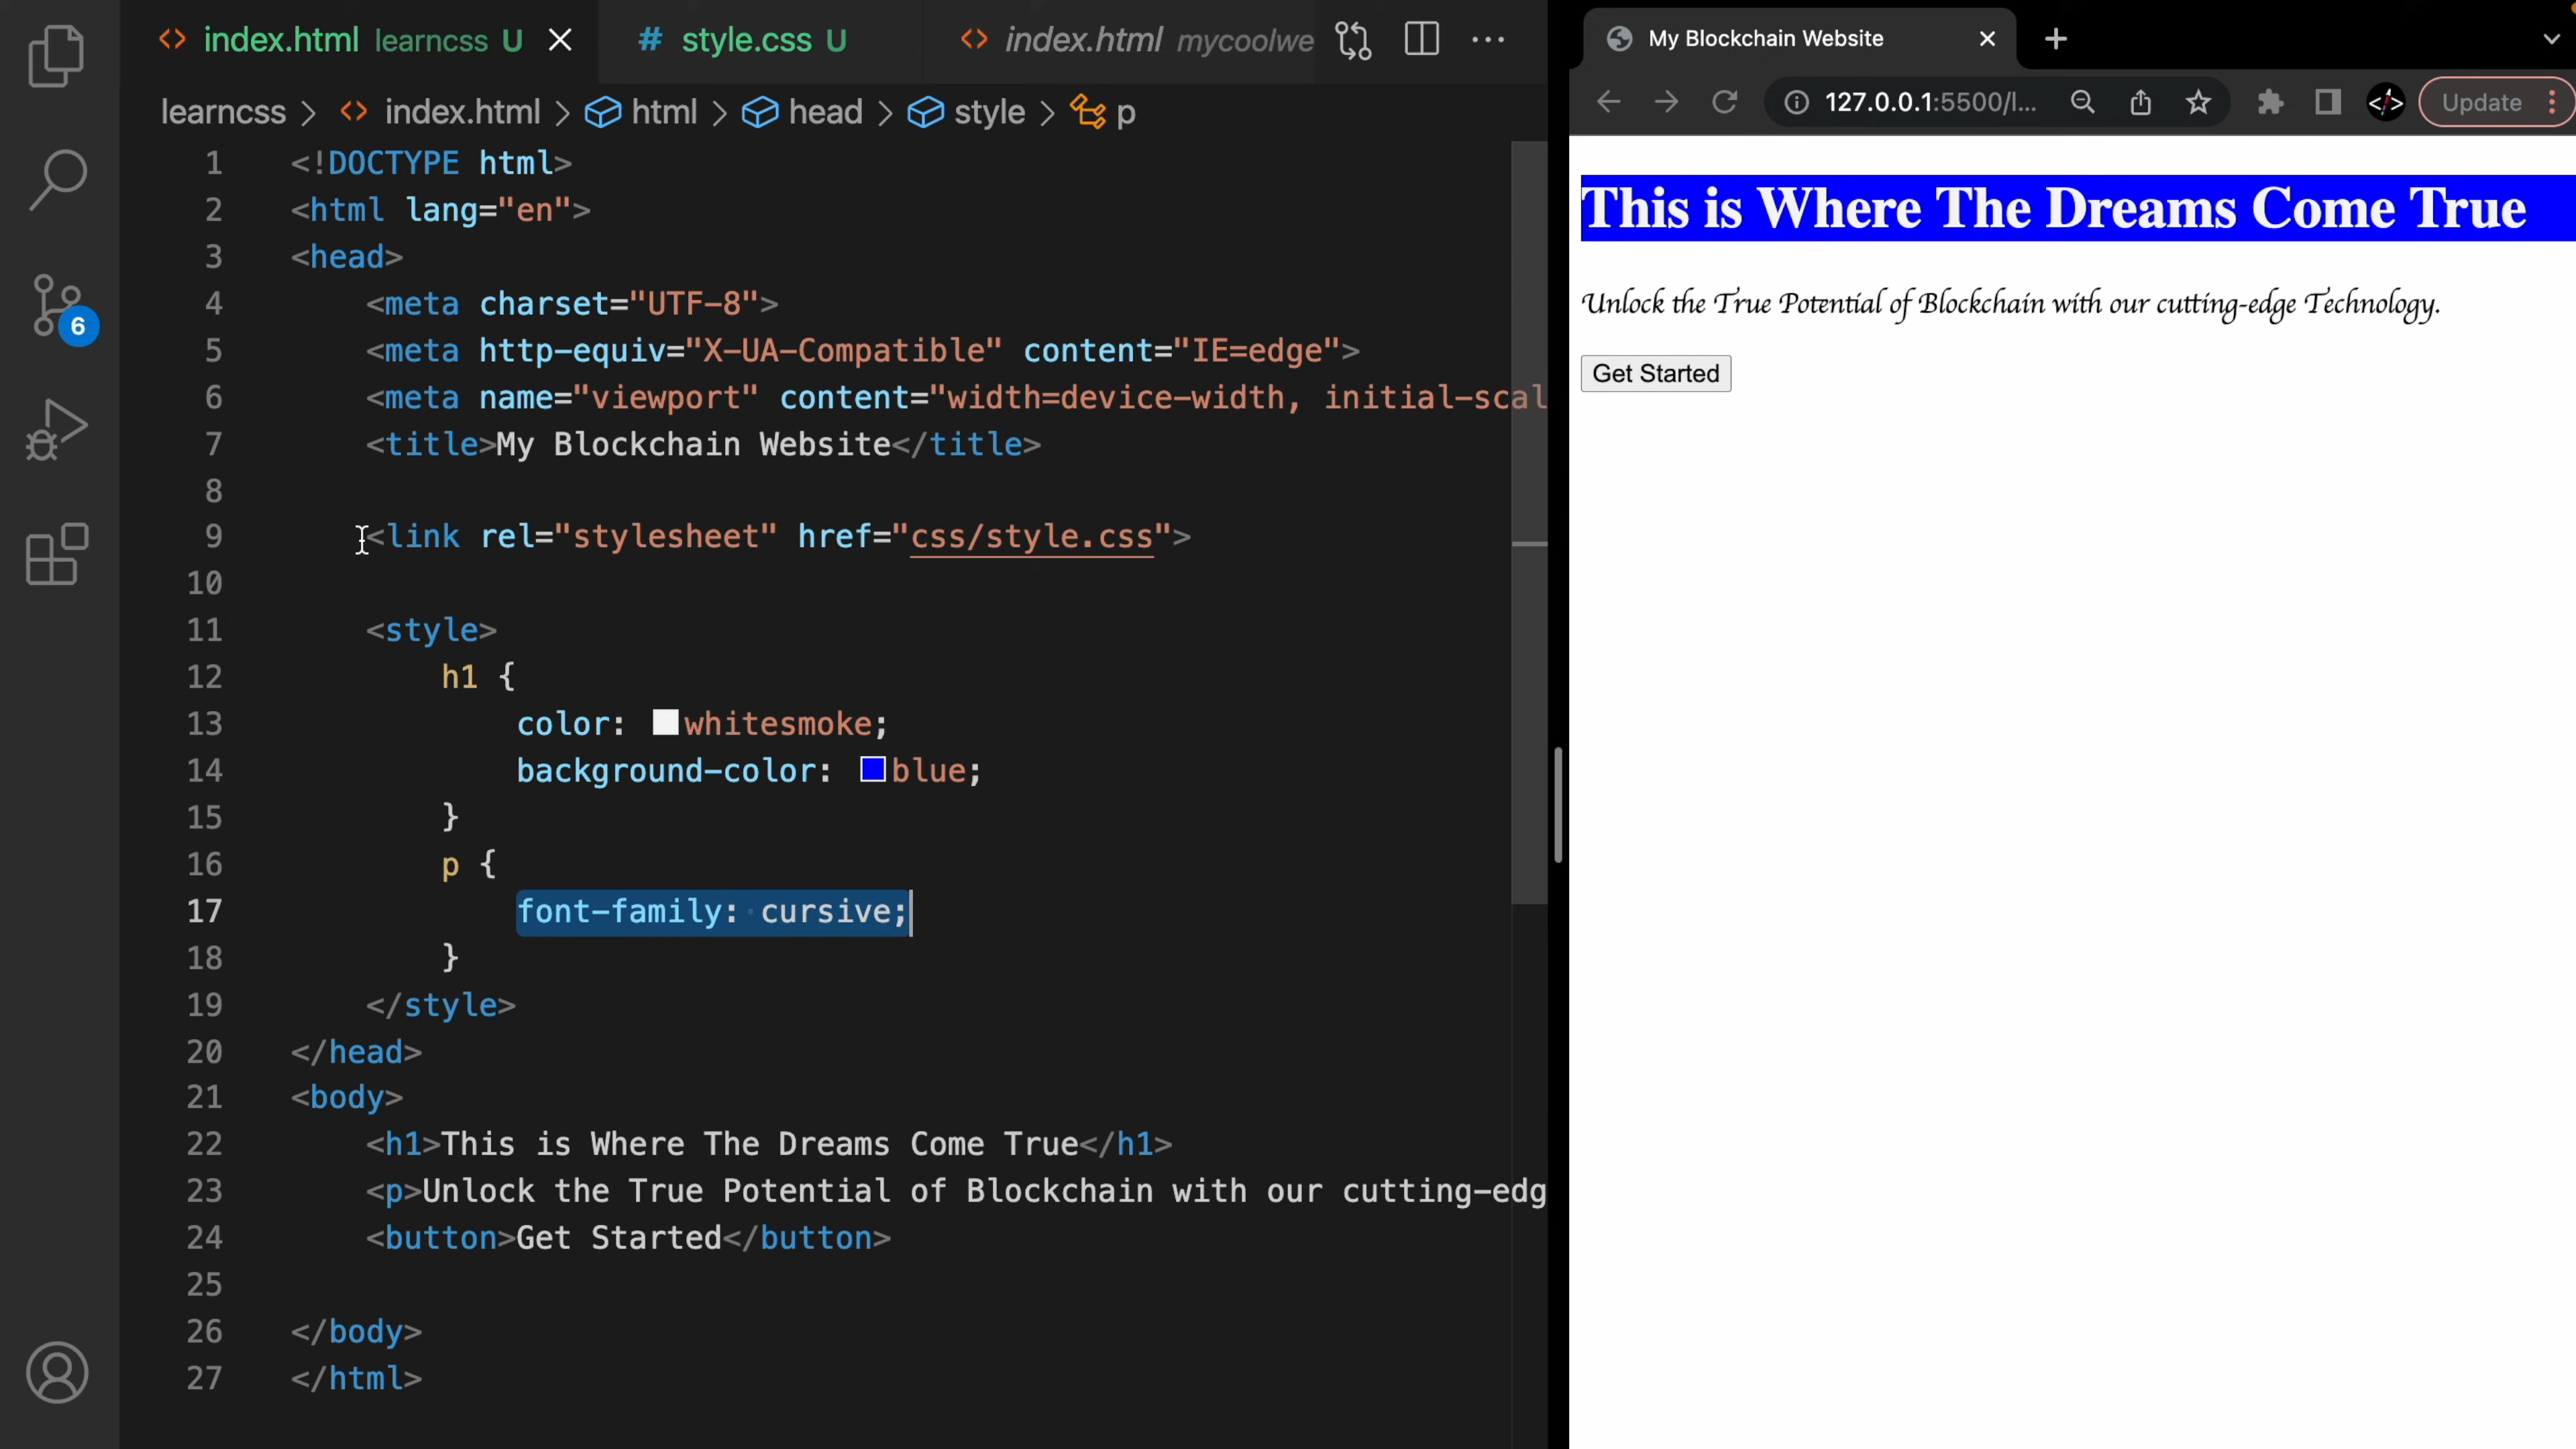 index.html learncss U
# style.css U
index.html mycoolwe
learncss > index.html > html > head > style > p
1 <!DOCTYPE html>
2 <html lang="en">
3 <head>
4 <meta charset="UTF-8">
5 <meta http-equiv="X-UA-Compatible" content="IE=edge">
6 <meta name="viewport" content="width=device-width, initial-scal
7 <title>My Blockchain Website</title>
8
9 <link rel="stylesheet" href="css/style.css">
10
11 <style>
12 h1 {
13 color: whitesmoke;
14 background-color: blue;
15 }
16 p {
17 font-family: cursive;
18 }
19 </style>
20 </head>
21 <body>
22 <h1>This is Where The Dreams Come True</h1>
23 <p>Unlock the True Potential of Blockchain with our cutting-edg
24 <button>Get Started</button>
25
26 </body>
27 </html>
6
My Blockchain Website
127.0.0.1:5500/l...
Update
This is Where The Dreams Come True
Unlock the True Potential of Blockchain with our cutting-edge Technology.
Get Started